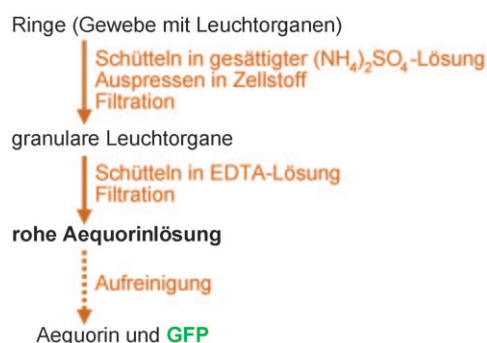 Ringe (Gewebe mit Leuchtorganen)
Schütteln in gesättigter (NH₄)₂SO₄-Lösung
Auspressen in Zellstoff
Filtration
granulare Leuchtorgane
Schütteln in EDTA-Lösung
Filtration
rohe Aequorinlösung
Aufreinigung
Aequorin und GFP